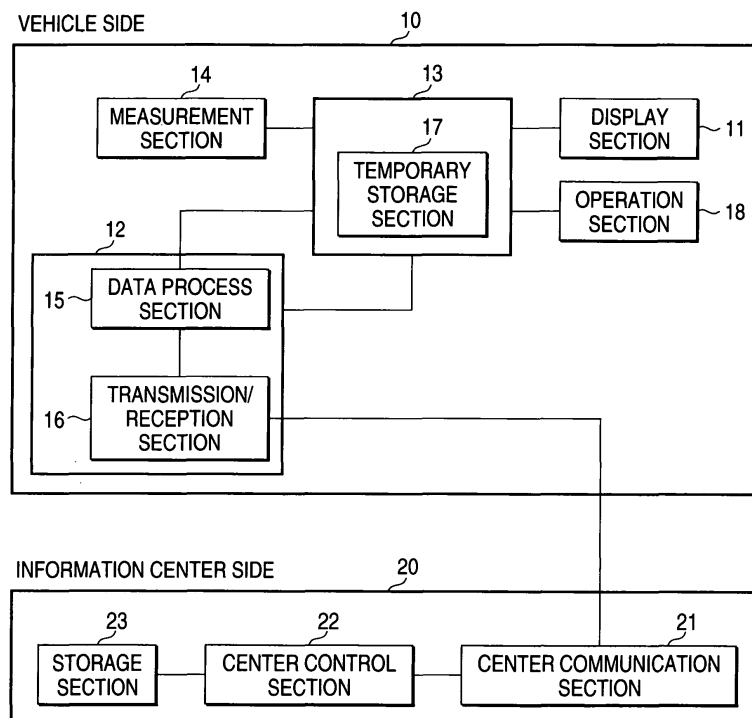 VEHICLE SIDE
10
14
13
MEASUREMENT
SECTION
17
TEMPORARY
STORAGE
SECTION
DISPLAY
SECTION
11
OPERATION
SECTION
18
12
15
DATA PROCESS
SECTION
16
TRANSMISSION/
RECEPTION
SECTION
INFORMATION CENTER SIDE
20
23
22
21
STORAGE
SECTION
CENTER CONTROL
SECTION
CENTER COMMUNICATION
SECTION